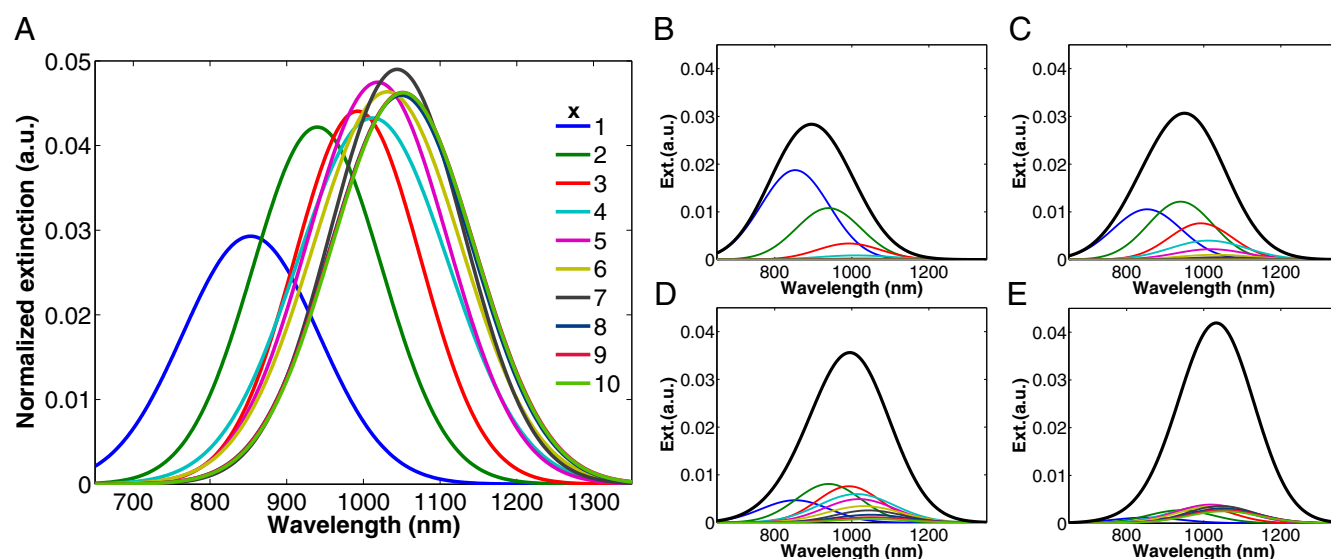 A
Normalized extinction (a.u.)
0.05
0.04
0.03
0.02
0.01
0
700 800 900 1000 1100 1200 1300
Wavelength (nm)
x
1
2
3
4
5
6
7
8
9
10
B
Ext.(a.u.)
0.04
0.03
0.02
0.01
0
800 1000 1200
Wavelength (nm)
C
Ext.(a.u.)
0.04
0.03
0.02
0.01
0
800 1000 1200
Wavelength (nm)
D
Ext.(a.u.)
0.04
0.03
0.02
0.01
0
800 1000 1200
Wavelength (nm)
E
Ext.(a.u.)
0.04
0.03
0.02
0.01
0
800 1000 1200
Wavelength (nm)